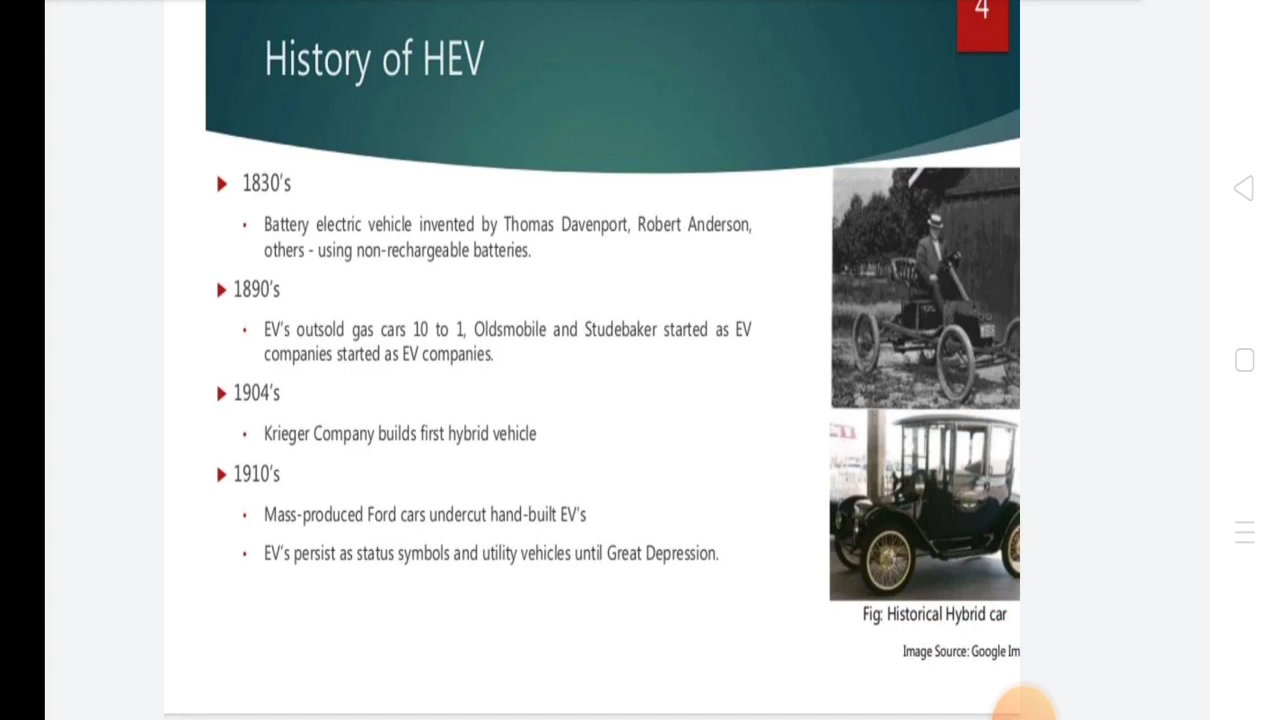 4
History of HEV
1830's
Battery electric vehicle invented by Thomas Davenport, Robert Anderson,
others - using non-rechargeable batteries.
1890's
EV's outsold gas cars 10 to 1, Oldsmobile and Studebaker started as EV
companies started as EV companies.
1904's
Krieger Company builds first hybrid vehicle
1910's
Mass-produced Ford cars undercut hand-built EV's
EV's persist as status symbols and utility vehicles until Great Depression.
Fig: Historical Hybrid car
Image Source: Google Im